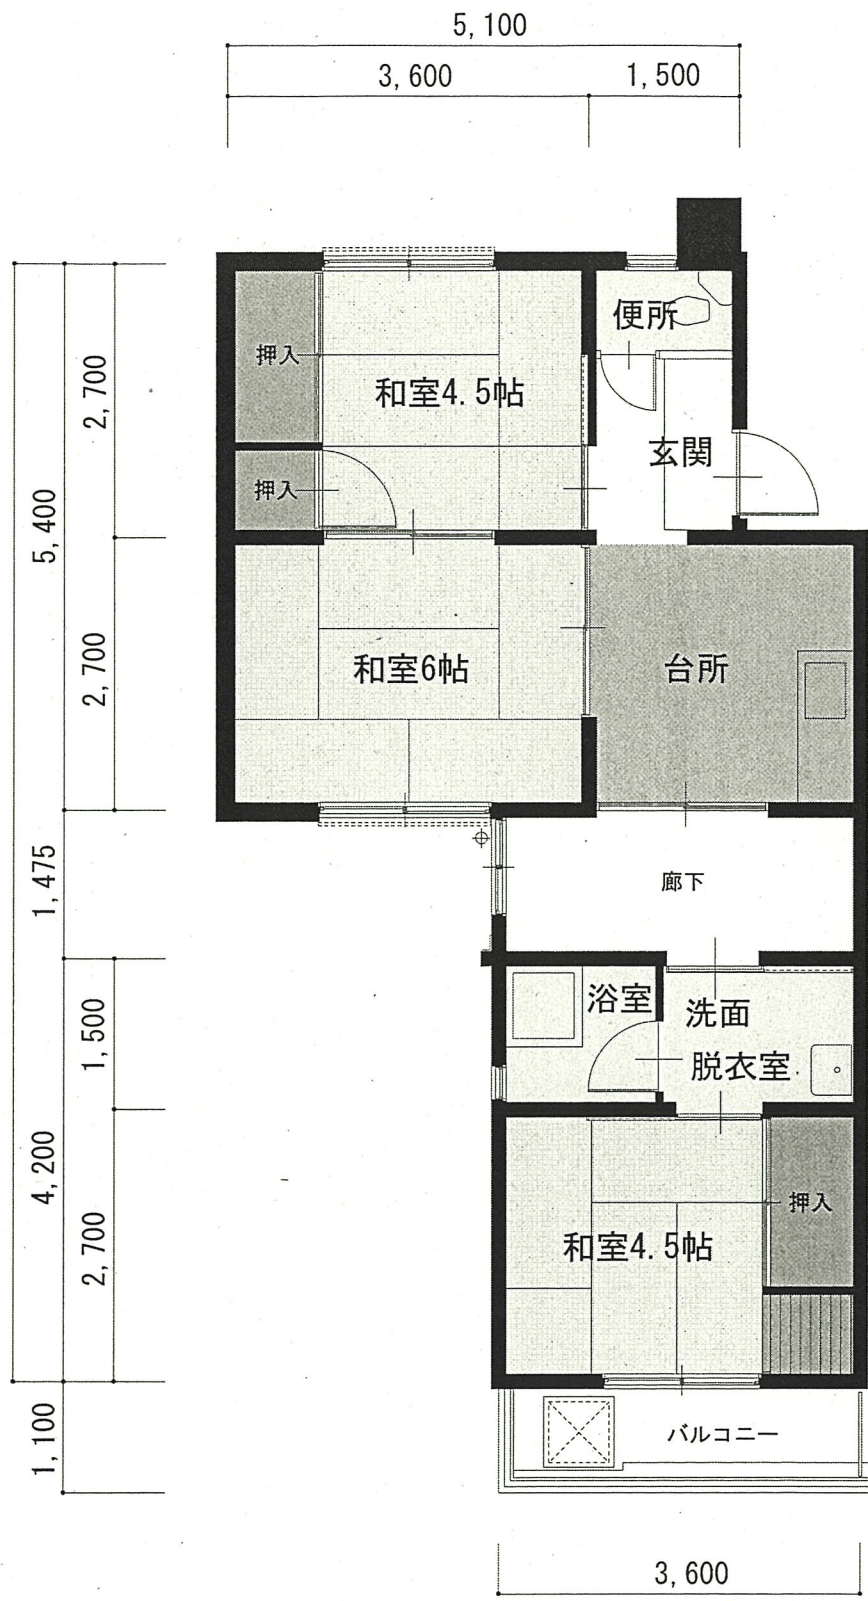 5,100
3,600
1,500
便所
押入
和室4.5帖
2,700
玄関
押入
5,400
2,700
和室6帖
台所
1,475
廊下
浴室
洗面
脱衣室
1,500
4,200
押入
和室4.5帖
2,700
バルコニー
1,100
3,600